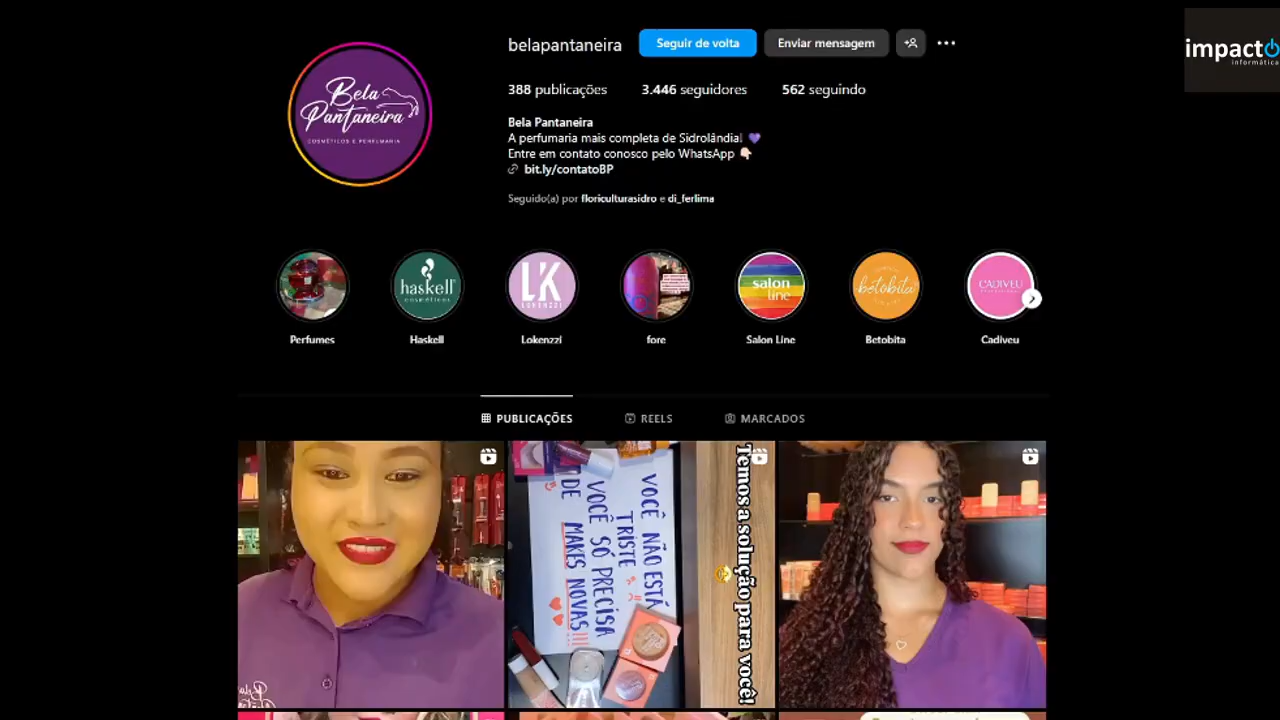 belapantaneira
Seguir de volta
Enviar mensagem
impacto
informática
388 publicações
3.446 seguidores
562 seguindo
Bela
Pantaneira
COSMÉTICOS E PERFUMARIA
Bela Pantaneira
A perfumaria mais completa de Sidrolândia! 💜
Entre em contato conosco pelo WhatsApp 👇🏻
bit.ly/contatoBP
Seguido(a) por floriculturasidro e di_ferlima
haskell
cosméticos
LK
LOKENZZI
salon
line
betobita
CADIVEU
Perfumes
Haskell
Lokenzzi
fore
Salon Line
Betobita
Cadiveu
PUBLICAÇÕES
REELS
MARCADOS
VOCÊ NÃO ESTÁ
TRISTE
VOCÊ SÓ PRECISA
DE MAKES NOVAS!!!
Temos a solução para você!